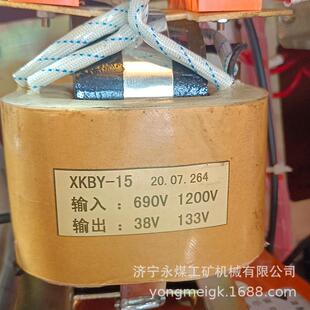 XKBY-15 20.07.264
输入：690V 1200V
输出：38V 133V
济宁永煤工矿机械有限公司
yongmeigk.1688.com